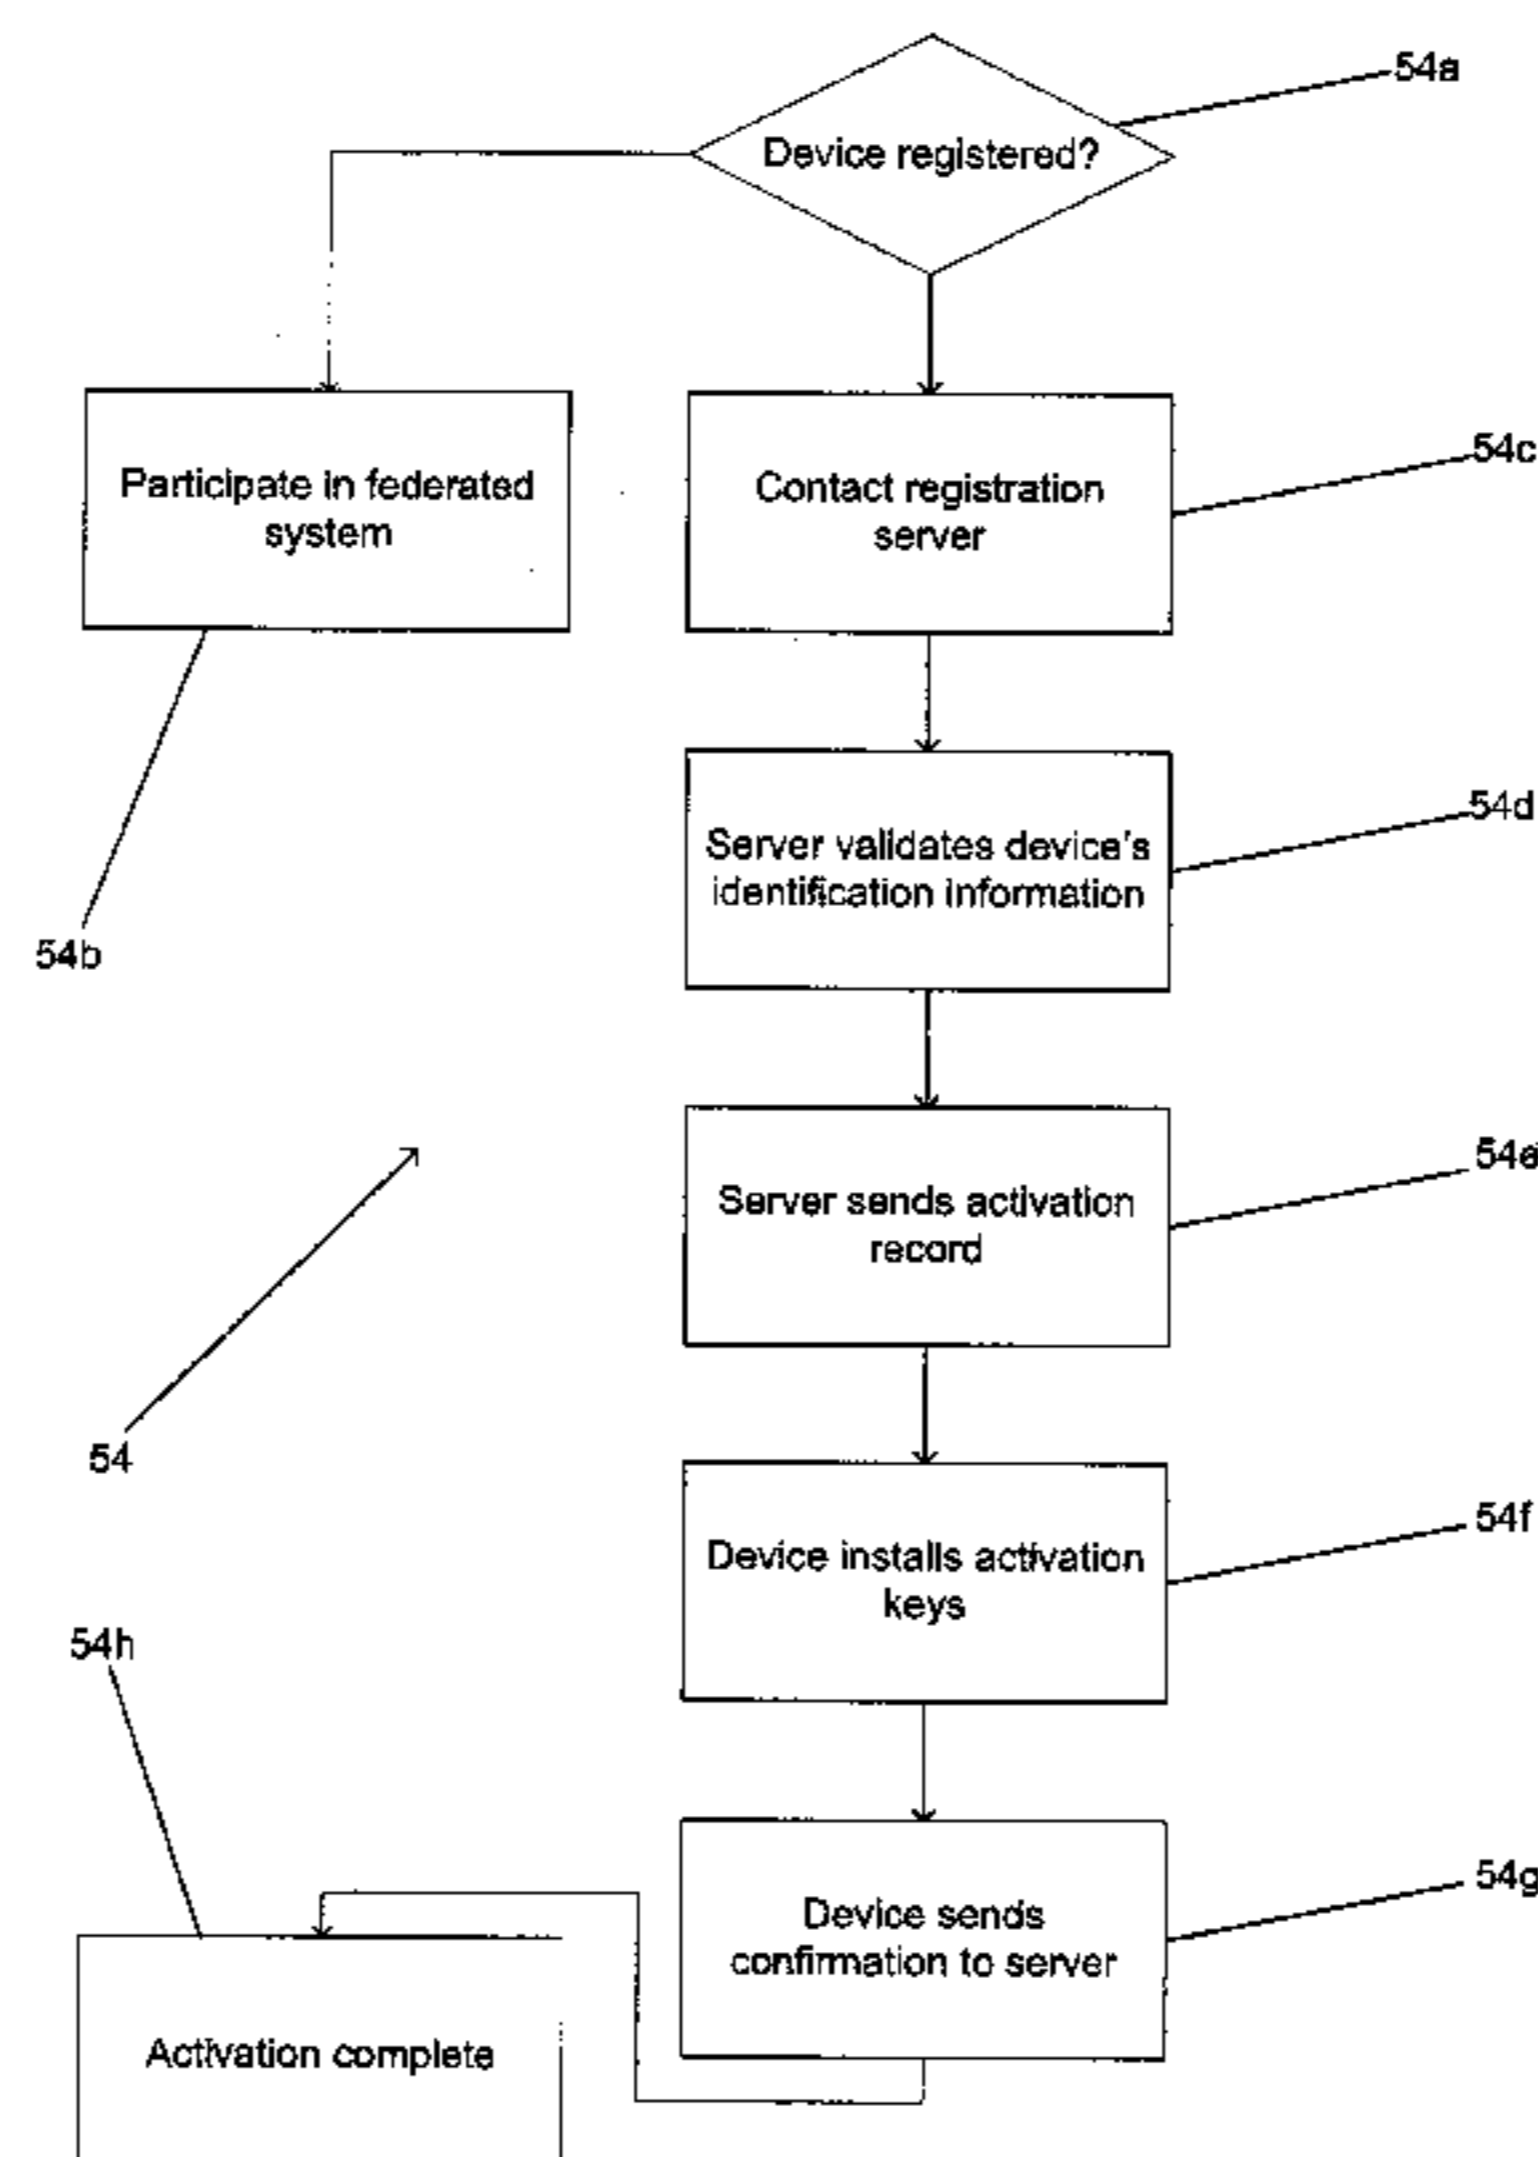 54a
Device registered?
Participate in federated
system
Contact registration
server
54c
54d
Server validates device's
identification information
54b
54e
Server sends activation
record
54
54f
Device installs activation
keys
54h
54g
Device sends
confirmation to server
Activation complete